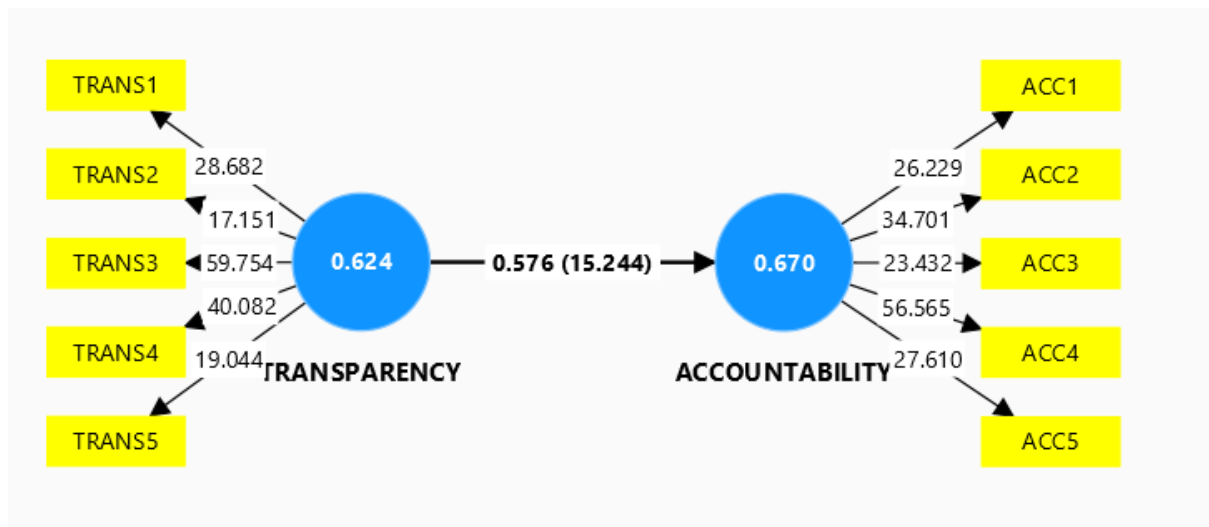 TRANS1
TRANS2
TRANS3
TRANS4
TRANS5
28.682
17.151
59.754
40.082
19.044
0.624
TRANSPARENCY
0.576 (15.244)
0.670
ACCOUNTABILITY
26.229
34.701
23.432
56.565
27.610
ACC1
ACC2
ACC3
ACC4
ACC5